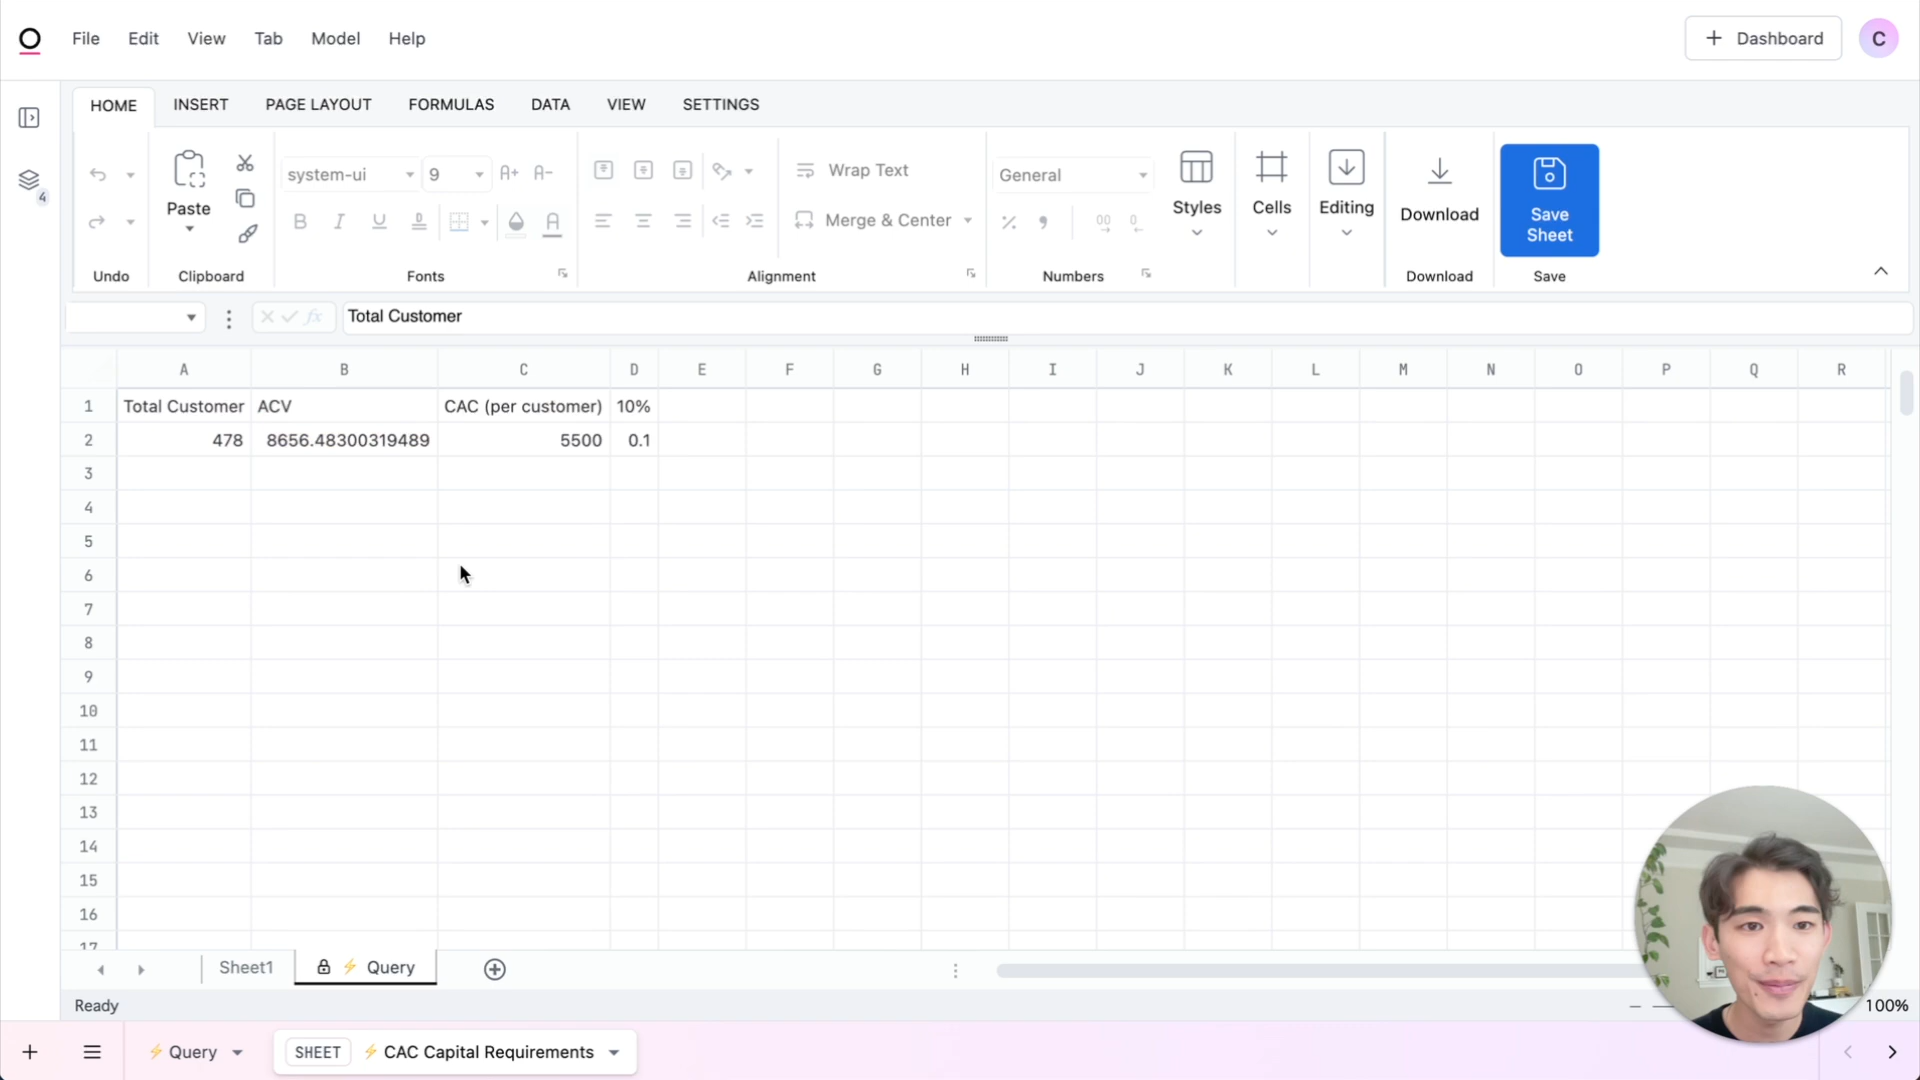 File Edit View Tab Model Help
Dashboard C
HOME INSERT PAGE LAYOUT FORMULAS DATA VIEW SETTINGS
4
Paste
system-ui 9 A+ A-
B I U A
Wrap Text
Merge & Center
General
Styles
Cells
Editing
Download
Save
Sheet
Undo Clipboard Fonts Alignment Numbers Download Save
fx Total Customer
A B C D E F G H I J K L M N O P Q R
1 Total Customer ACV CAC (per customer) 10%
2 478 8656.48300319489 5500 0.1
3
4
5
6
7
8
9
10
11
12
13
14
15
16
17
Sheet1 Query
Ready 100%
Query SHEET CAC Capital Requirements